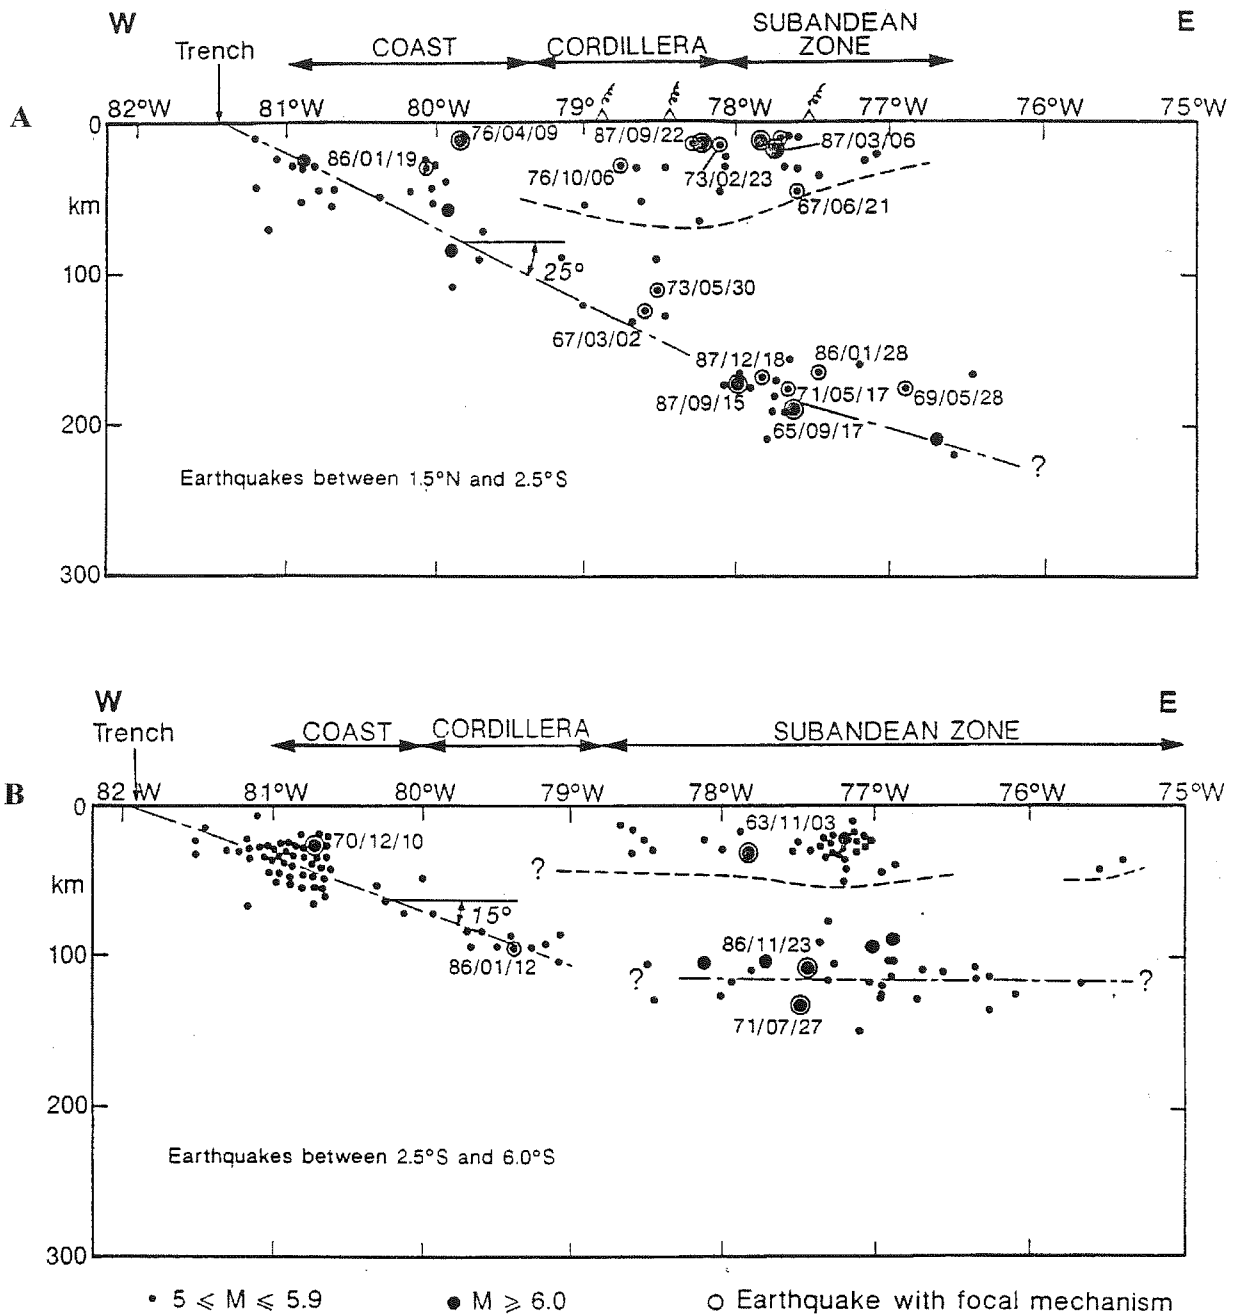 W
E
SUBANDEAN
ZONE
Trench
COAST
CORDILLERA
A
82°W
81°W
80°W
79°
78°W
77°W
76°W
75°W
0
76/04/09
87/09/22
87/03/06
86/01/19
76/10/06
73/02/23
67/06/21
km
25°
100
73/05/30
67/03/02
87/12/18
86/01/28
87/09/15
71/05/17
69/05/28
65/09/17
200
?
Earthquakes between 1.5°N and 2.5°S
300
W
E
Trench
COAST
CORDILLERA
SUBANDEAN ZONE
B
82°W
81°W
80°W
79°W
78°W
77°W
76°W
75°W
0
70/12/10
63/11/03
?
km
15°
86/11/23
100
86/01/12
?
?
71/07/27
200
Earthquakes between 2.5°S and 6.0°S
300
5 ⩽ M ⩽ 5.9
M ⩾ 6.0
Earthquake with focal mechanism